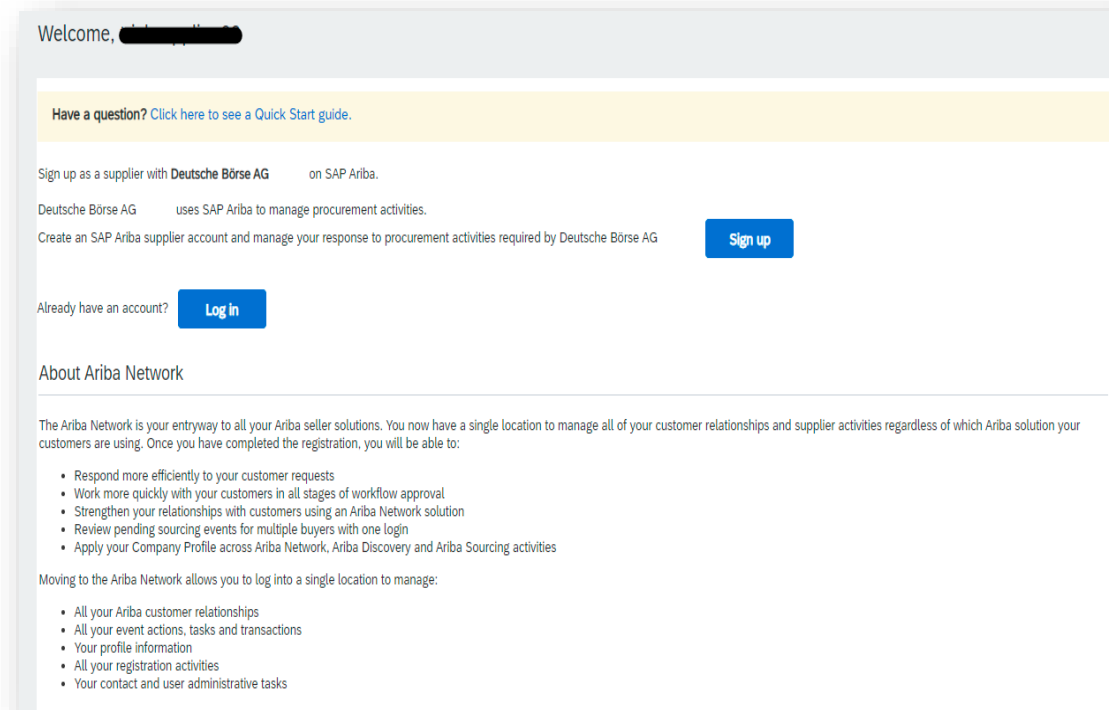 Welcome,
Have a question? Click here to see a Quick Start guide.
Sign up as a supplier with Deutsche Börse AG on SAP Ariba.
Deutsche Börse AG uses SAP Ariba to manage procurement activities.
Create an SAP Ariba supplier account and manage your response to procurement activities required by Deutsche Börse AG
Sign up
Already have an account?
Log in
About Ariba Network
The Ariba Network is your entryway to all your Ariba seller solutions. You now have a single location to manage all of your customer relationships and supplier activities regardless of which Ariba solution your
customers are using. Once you have completed the registration, you will be able to:
• Respond more efficiently to your customer requests
• Work more quickly with your customers in all stages of workflow approval
• Strengthen your relationships with customers using an Ariba Network solution
• Review pending sourcing events for multiple buyers with one login
• Apply your Company Profile across Ariba Network, Ariba Discovery and Ariba Sourcing activities
Moving to the Ariba Network allows you to log into a single location to manage:
• All your Ariba customer relationships
• All your event actions, tasks and transactions
• Your profile information
• All your registration activities
• Your contact and user administrative tasks